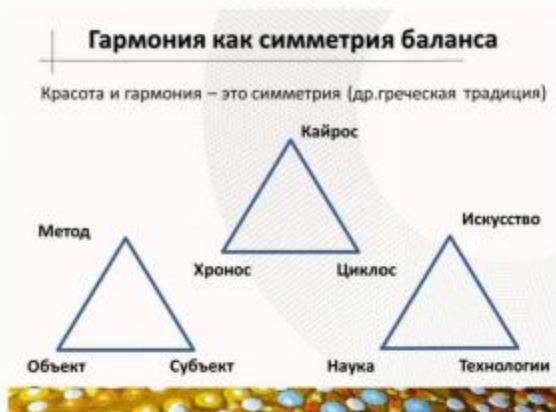 Гармония как симметрия баланса
Красота и гармония – это симметрия (др.греческая традиция)
Кайрос
Метод
Искусство
Хронос
Циклос
Объект
Субъект
Наука
Технологии